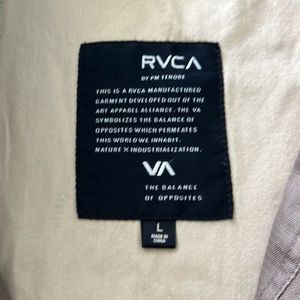 RVCA
BY PM TENORE
THIS IS A RVCA MANUFACTURED
GARMENT DEVELOPED OUT OF THE
ART APPAREL ALLIANCE. THE VA
SYMBOLIZES THE BALANCE OF
OPPOSITES WHICH PERMEATES
THIS WORLD WE INHABIT.
NATURE X INDUSTRIALIZATION.
VA
THE BALANCE
OF OPPOSITES
L
MADE IN
CHINA